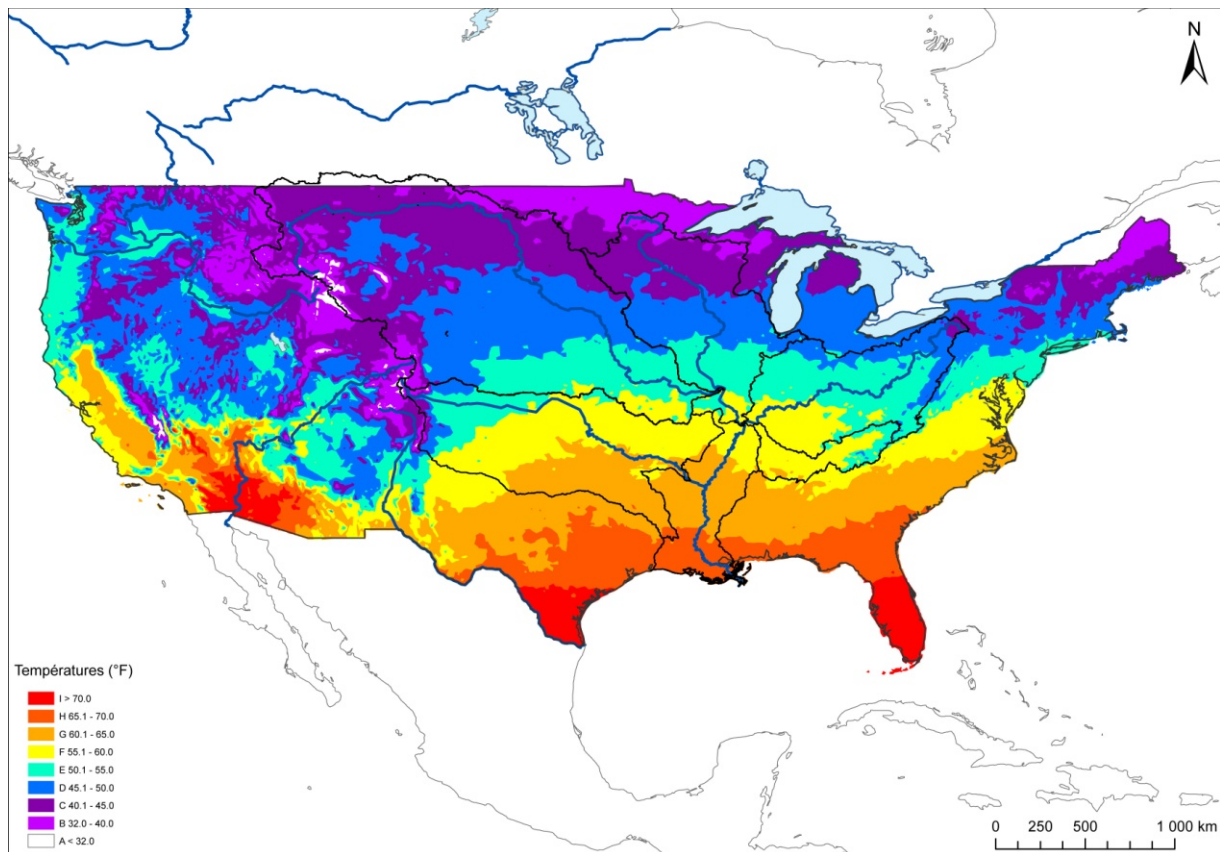 N
Températures (°F)
I > 70.0
H 65.1 - 70.0
G 60.1 - 65.0
F 55.1 - 60.0
E 50.1 - 55.0
D 45.1 - 50.0
C 40.1 - 45.0
B 32.0 - 40.0
A < 32.0
0 250 500 1 000 km